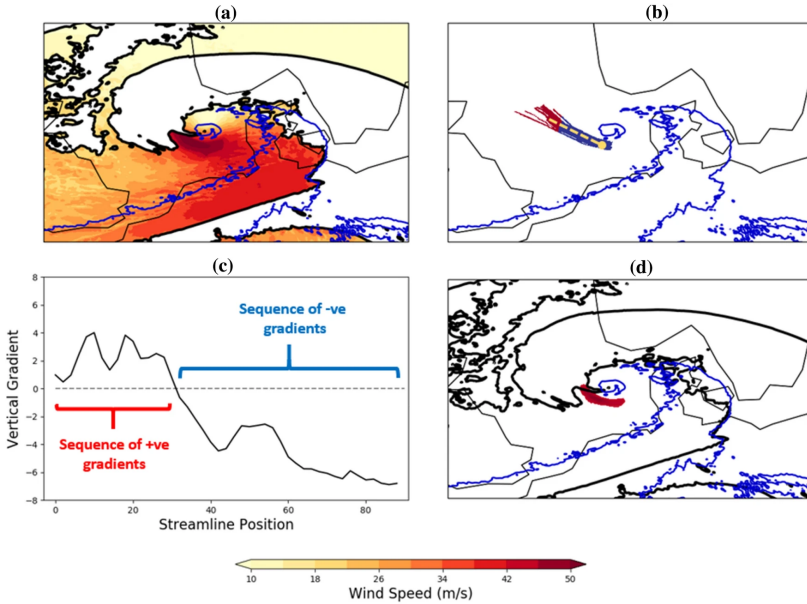 (a)
(b)
(c)
8
6
4
2
0
−2
−4
−6
−8
Vertical Gradient
Sequence of -ve
gradients
Sequence of +ve
gradients
0
20
40
60
80
Streamline Position
(d)
10
18
26
34
42
50
Wind Speed (m/s)